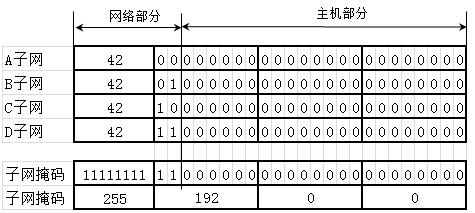 网络部分 主机部分
A子网 42 0 0 0 0 0 0 0 0 0 0 0 0 0 0 0 0 0 0 0 0 0 0 0 0
B子网 42 0 1 0 0 0 0 0 0 0 0 0 0 0 0 0 0 0 0 0 0 0 0 0 0
C子网 42 1 0 0 0 0 0 0 0 0 0 0 0 0 0 0 0 0 0 0 0 0 0 0 0
D子网 42 1 1 0 0 0 0 0 0 0 0 0 0 0 0 0 0 0 0 0 0 0 0 0 0
子网掩码 11111111 1 1 0 0 0 0 0 0 0 0 0 0 0 0 0 0 0 0 0 0 0 0 0 0
子网掩码 255 192 0 0